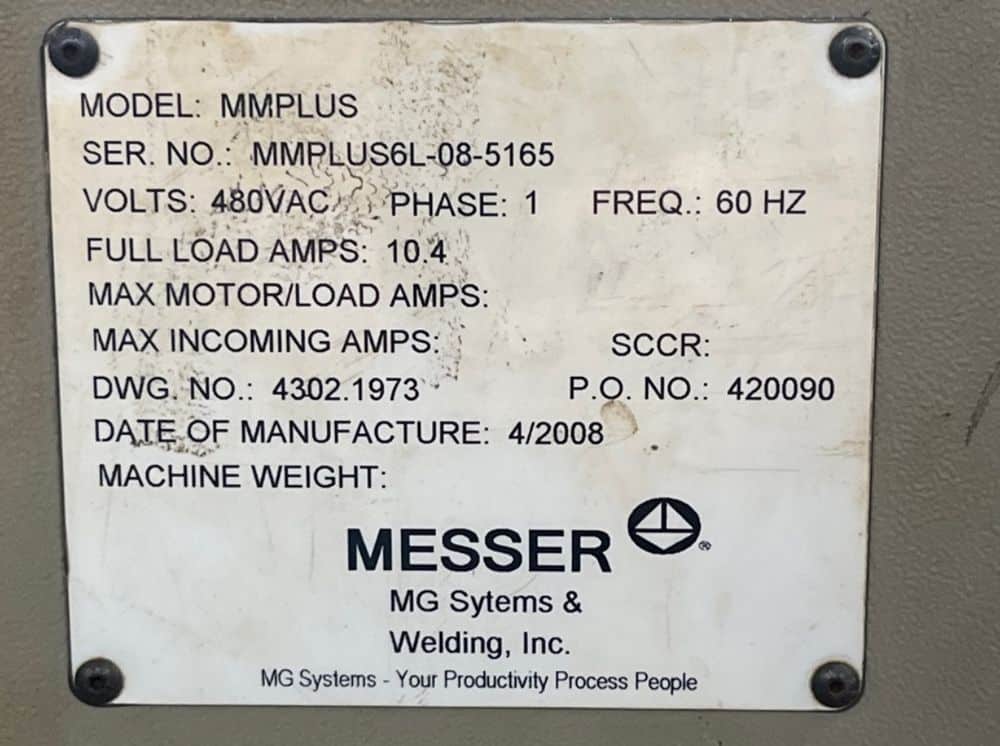 MODEL: MMPLUS
SER. NO.: MMPLUS6L-08-5165
VOLTS: 480VAC PHASE: 1 FREQ.: 60 HZ
FULL LOAD AMPS: 10.4
MAX MOTOR/LOAD AMPS:
MAX INCOMING AMPS: SCCR:
DWG. NO.: 4302.1973 P.O. NO.: 420090
DATE OF MANUFACTURE: 4/2008
MACHINE WEIGHT:
MESSER ®
MG Sytems &
Welding, Inc.
MG Systems - Your Productivity Process People